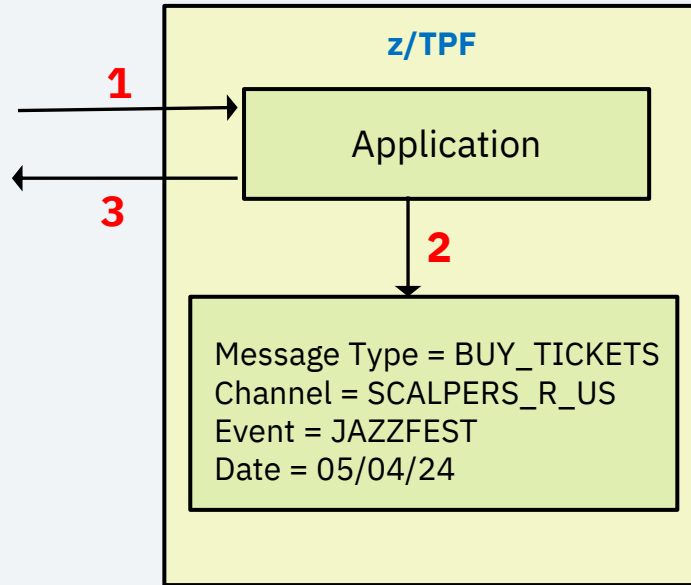 z/TPF
1
Application
3
2
Message Type = BUY_TICKETS
Channel = SCALPERS_R_US
Event = JAZZFEST
Date = 05/04/24